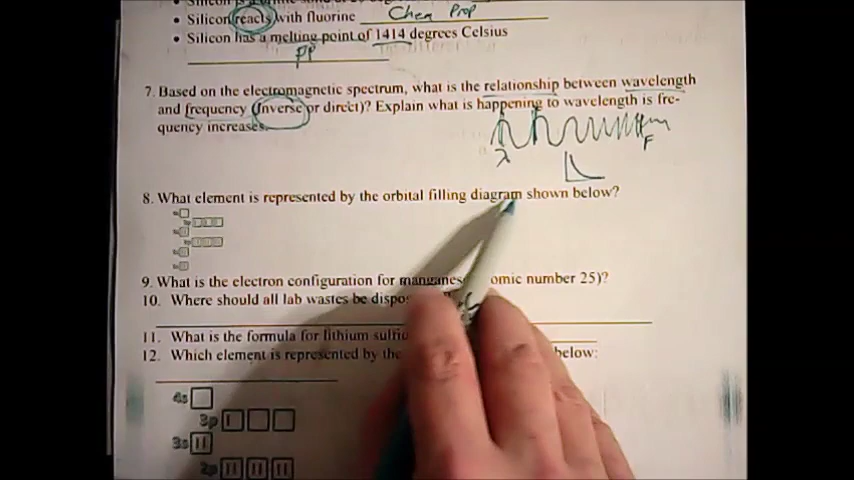 Silicon reacts with fluorine Chem Prop
• Silicon has a melting point of 1414 degrees Celsius
PP
7. Based on the electromagnetic spectrum, what is the relationship between wavelength
and frequency (Inverse or direct)? Explain what is happening to wavelength is fre-
quency increases.
λ F
8. What element is represented by the orbital filling diagram shown below?
9. What is the electron configuration for manganes omic number 25)?
10. Where should all lab wastes be dispo
11. What is the formula for lithium sulfi
12. Which element is represented by the below:
4s
3p
3s
2p